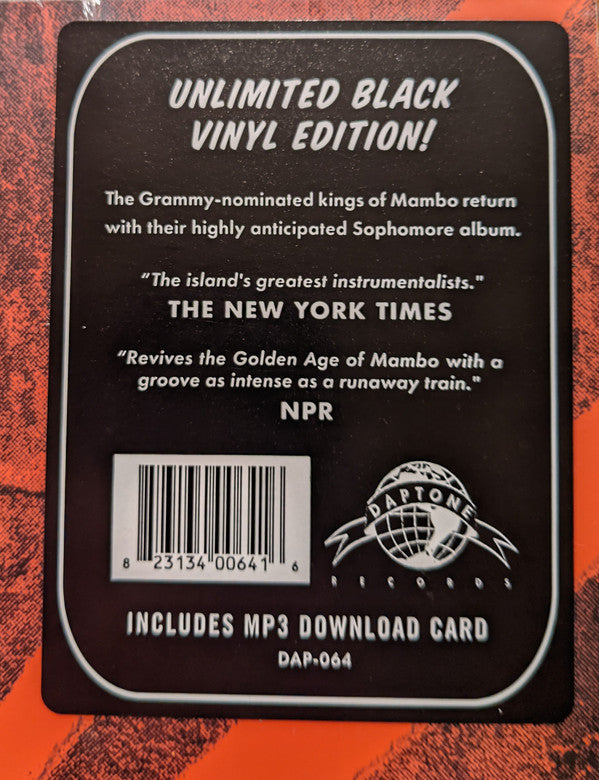 UNLIMITED BLACK
VINYL EDITION!
The Grammy-nominated kings of Mambo return
with their highly anticipated Sophomore album.
"The island's greatest instrumentalists."
THE NEW YORK TIMES
"Revives the Golden Age of Mambo with a
groove as intense as a runaway train."
NPR
8 23134 00641 6
DAPTONE
RECORDS
INCLUDES MP3 DOWNLOAD CARD
DAP-064